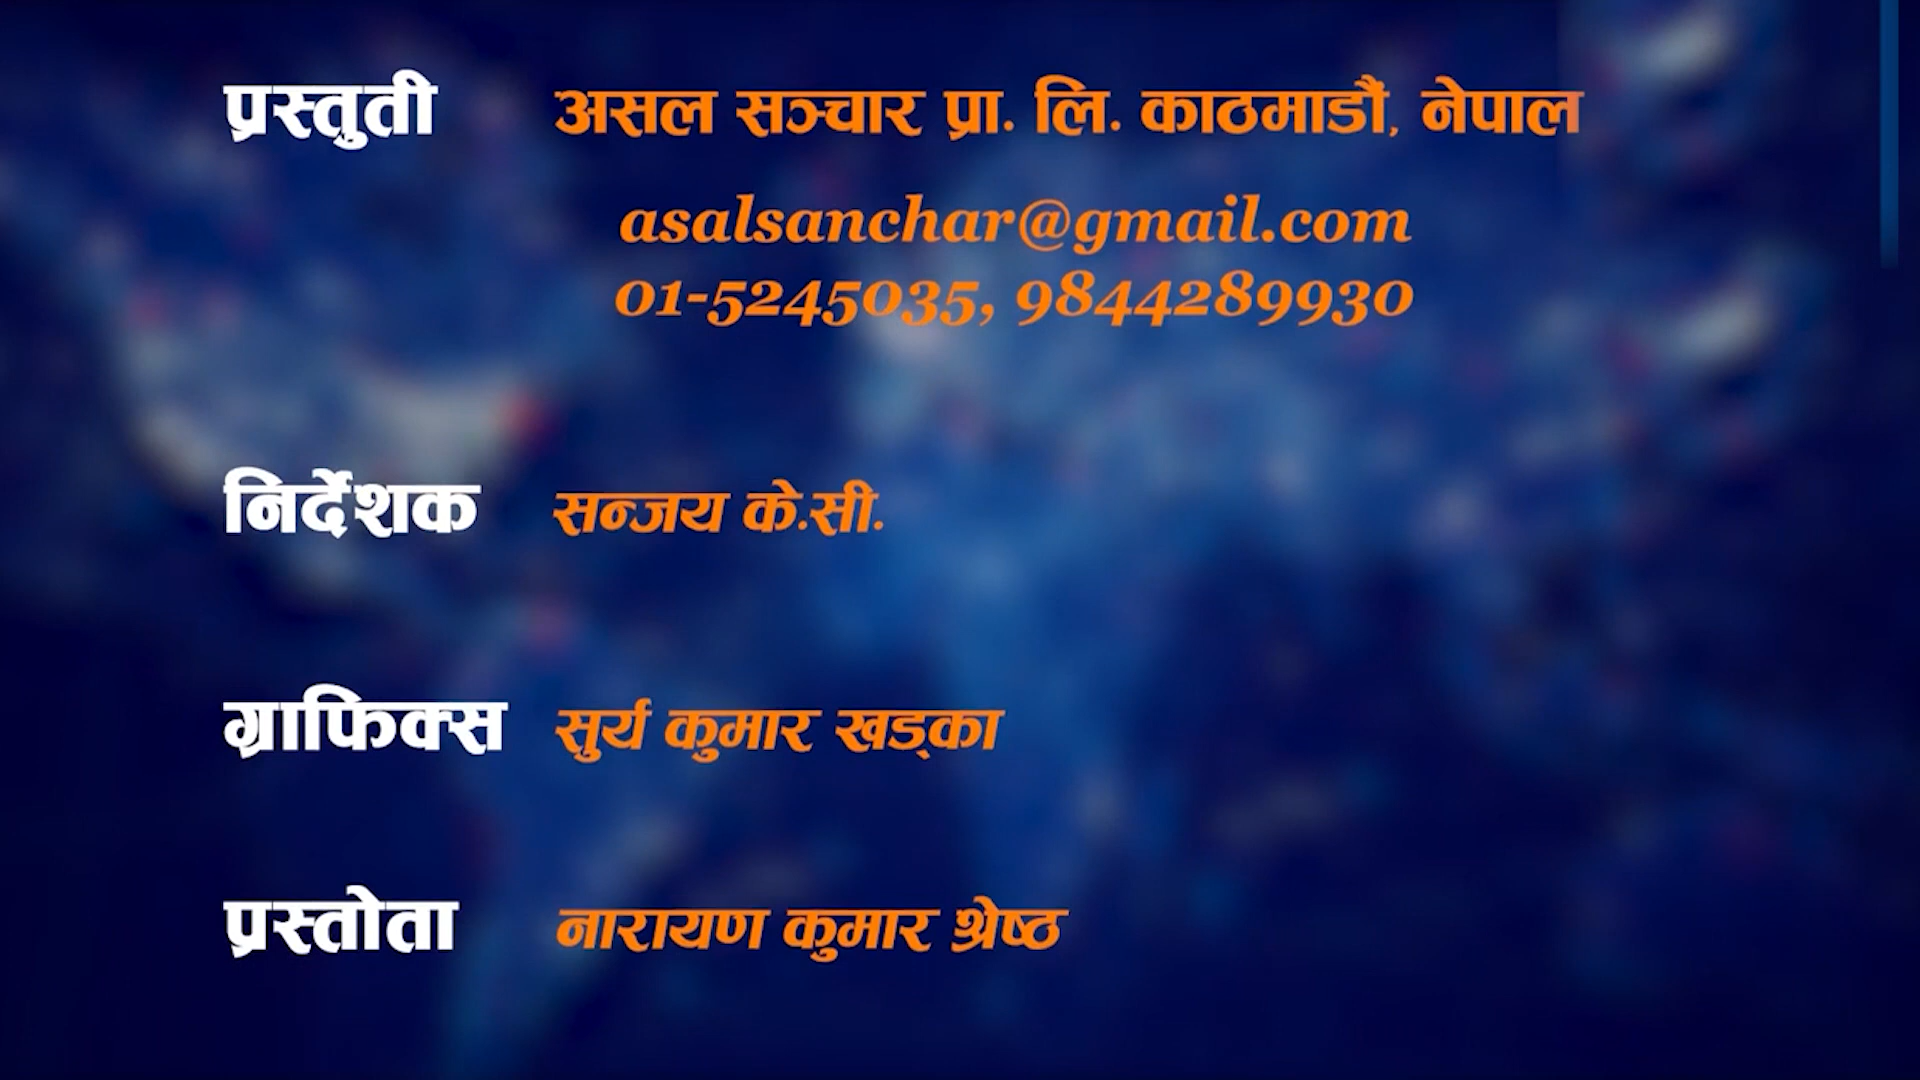 प्रस्तुती असल सञ्चार प्रा. लि. काठमाडौं, नेपाल
asalsanchar@gmail.com
01-5245035, 9844289930
निर्देशक सन्जय के.सी.
ग्राफिक्स सुर्य कुमार खड्का
प्रस्तोता नारायण कुमार श्रेष्ठ